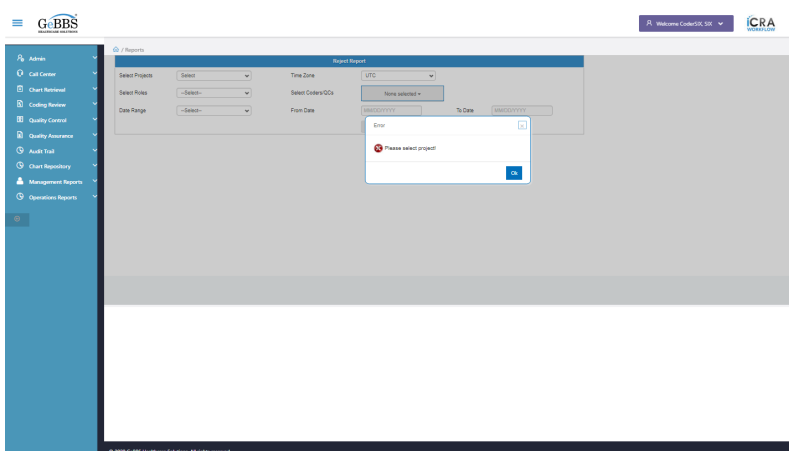 GeBBS
HEALTHCARE SOLUTIONS
Welcome CoderSIX, SIX
iCRA
WORKFLOW
/ Reports
Admin
Call Center
Chart Retrieval
Coding Review
Quality Control
Quality Assurance
Audit Trail
Chart Repository
Management Reports
Operations Reports
Reject Report
Select Projects Select Time Zone UTC
Select Roles --Select-- Select Coders/QCs None selected
Date Range --Select-- From Date MM/DD/YYYY To Date MM/DD/YYYY
Error x
Please select project!
Ok